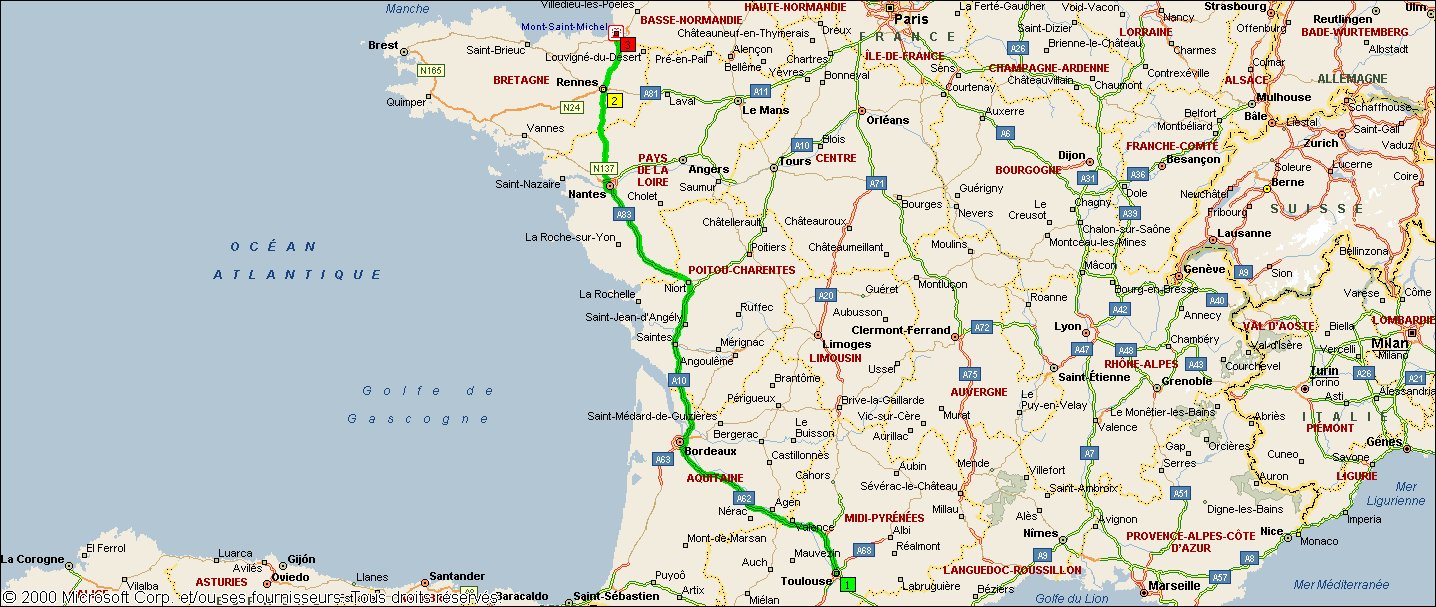 Manche
Villedieu-les-Poêles
BASSE-NORMANDIE
HAUTE-NORMANDIE
Paris
La Ferté-Gaucher
Void-Vacon
Nancy
Strasbourg
Reutlingen
Ulm
Mont-Saint-Michel
3
Châteauneuf-en-Thymerais
Dreux
FRANCE
Saint-Dizier
LORRAINE
Offenburg
BADE-WURTEMBERG
Brest
Saint-Brieuc
Louvigné-du-Désert
Pré-en-Pail
Alençon
Chartres
ÎLE-DE-FRANCE
A26
Brienne-le-Château
Charmes
Albstadt
N165
BRETAGNE
Bellême
Yèvres
Bonneval
Sens
CHAMPAGNE-ARDENNE
Contrexéville
Colmar
ALLEMAGNE
Rennes
2
A81
Laval
A11
Le Mans
Courtenay
Châteauvillain
Chaumont
ALSACE
Mulhouse
Schaffhouse
Quimper
N24
Orléans
Auxerre
Belfort
Montbéliard
Bâle
Liestal
Saint-Gall
Vannes
A10
Blois
A6
Zürich
Vaduz
N137
PAYS
DE LA
LOIRE
Angers
Tours
CENTRE
Dijon
FRANCHE-COMTÉ
Besançon
Lucerne
Soleure
BOURGOGNE
A31
A36
Coire
Saint-Nazaire
Nantes
Saumur
Cholet
A71
Bourges
Guérigny
Nevers
Le
Creusot
Chagny
Dole
Neuchâtel
Berne
A83
Châtellerault
Châteauroux
A39
Fribourg
SUISSE
La Roche-sur-Yon
Poitiers
Châteaumeillant
Moulins
Chalon-sur-Saône
Montceau-les-Mines
Lausanne
Bellinzona
OCÉAN
ATLANTIQUE
POITOU-CHARENTES
Niort
Montluçon
Mâcon
Bourg-en-Bresse
Genève
A9
Sion
La Rochelle
Ruffec
A20
Guéret
Roanne
A42
A40
Annecy
Varese
Côme
Saint-Jean-d'Angély
Aubusson
Clermont-Ferrand
A72
Lyon
VAL D'AOSTE
Biella
LOMBARDIE
Saintes
Mérignac
Limoges
LIMOUSIN
A47
A48
Chambéry
Val-d'Isère
Vercelli
Milan
Milano
Angoulême
Ussel
RHÔNE-ALPES
A43
Courchevel
A10
Brantôme
A75
Saint-Étienne
Grenoble
Turin
Torino
A26
A21
Golfe de
Gascogne
Périgueux
Brive-la-Gaillarde
AUVERGNE
Le
Puy-en-Velay
Asti
Alessandria
Saint-Médard-de-Guizières
Vic-sur-Cère
Murat
Le Monêtier-les-Bains
Abriès
ITALIE
PIÉMONT
Bergerac
Le
Buisson
Aurillac
Valence
Gap
Orcières
Gênes
Bordeaux
A63
Castillonnès
Mende
A7
Serres
Cuneo
Savone
LIGURIE
AQUITAINE
Cahors
Aubin
Villefort
Auron
Mer
Ligurienne
A62
Agen
Nérac
Sévérac-le-Château
Saint-Ambroix
A51
Digne-les-Bains
Valence
MIDI-PYRÉNÉES
Millau
Alès
Avignon
Imperia
Mont-de-Marsan
Albi
Nîmes
PROVENCE-ALPES-CÔTE
D'AZUR
Nice
Monaco
La Corogne
El Ferrol
Luarca
Avilés
Gijón
Mauvezin
A68
Réalmont
A9
A8
Auch
Toulouse
1
LANGUEDOC-ROUSSILLON
A57
Vilalba
ASTURIES
Oviedo
Llanes
Santander
Puyoô
Artix
Labruguière
Béziers
Marseille
Mer Méditerranée
Baracaldo
Saint-Sébastien
Miélan
Golfe du Lion
© 2000 Microsoft Corp. et/ou ses fournisseurs. Tous droits réservés.